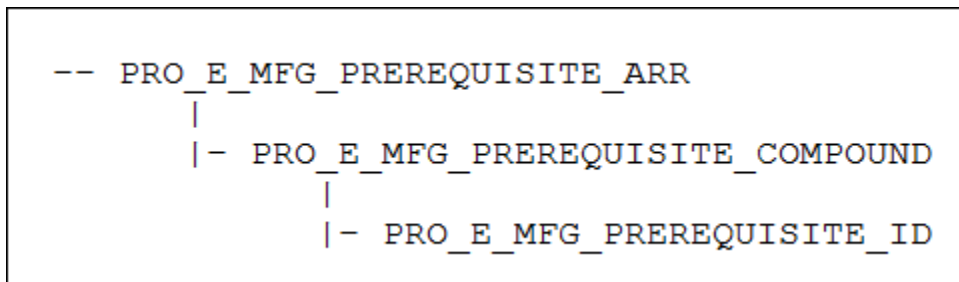 -- PRO_E_MFG_PREREQUISITE_ARR
|
|- PRO_E_MFG_PREREQUISITE_COMPOUND
|
|- PRO_E_MFG_PREREQUISITE_ID